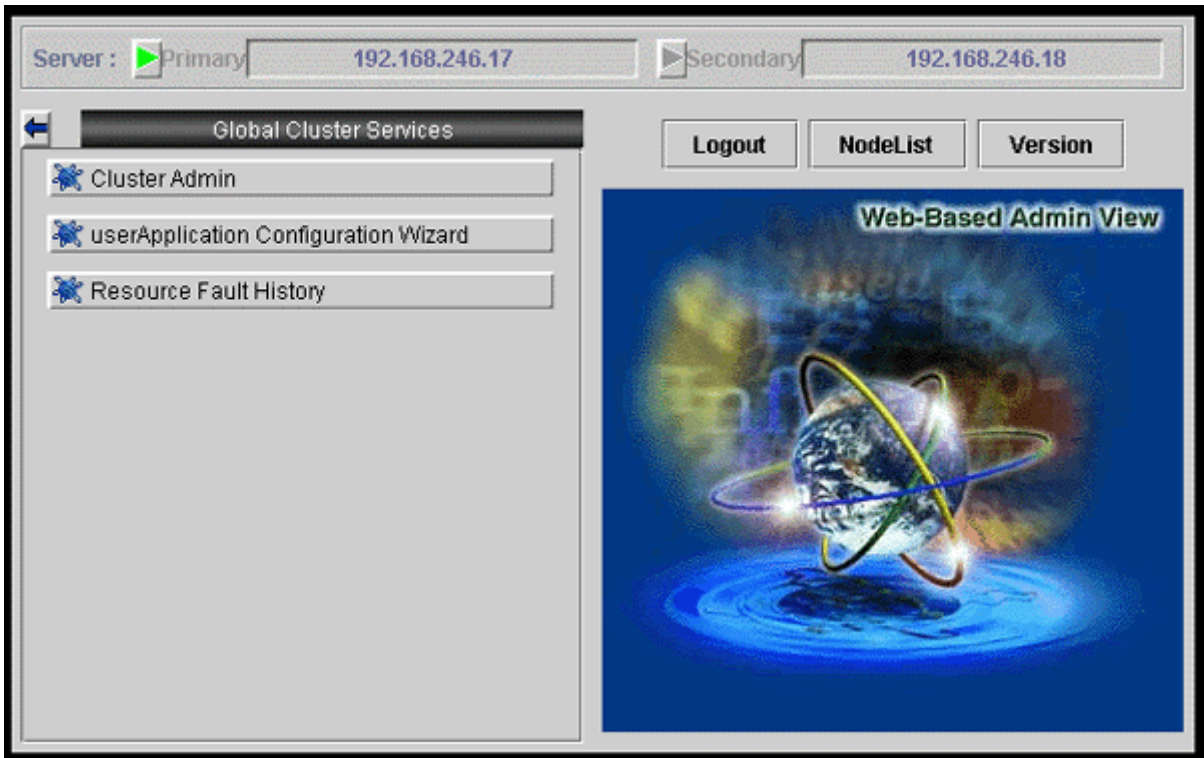 Server : Primary 192.168.246.17 Secondary 192.168.246.18
Global Cluster Services
Logout NodeList Version
Cluster Admin
userApplication Configuration Wizard
Resource Fault History
Web-Based Admin View